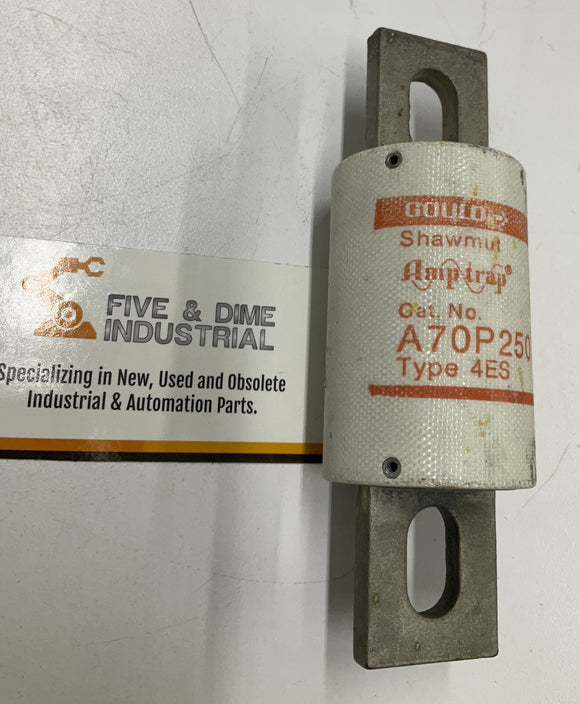 FIVE & DIME
INDUSTRIAL
Specializing in New, Used and Obsolete
Industrial & Automation Parts.
GOULD
Shawmut
Amp-trap®
Cat. No.
A70P250
Type 4ES